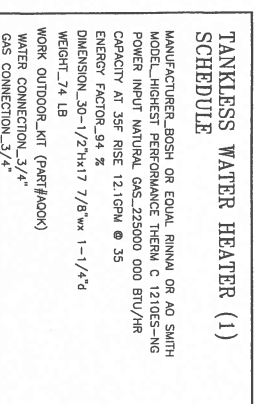 TANKLESS WATER HEATER (1)
SCHEDULE
MANUFACTURER_BOSH OR EQUAL RINNAI OR AO SMITH
MODEL_HIGHEST PERFORMANCE THERM C 1210ES-NG
POWER INPUT NATURAL GAS_225000 000 BTU/HR
CAPACITY AT 35F RISE 12.1GPM @ 35
ENERGY FACTOR_94 %
DIMENSION_30-1/2"Hx17 7/8"wx 1-1/4"d
WEIGHT_74 LB
WORK OUTDOOR_KIT (PART#AQOK)
WATER CONNECTION_3/4"
GAS CONNECTION_3/4"